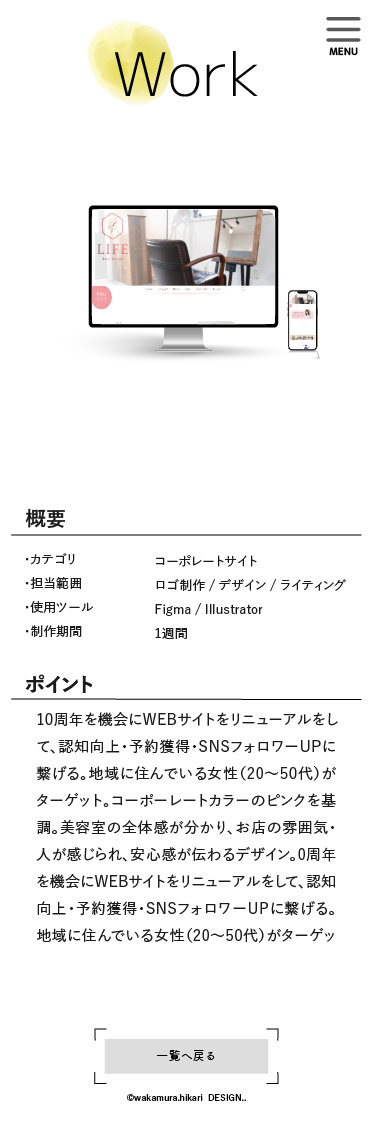 Work
MENU
LIFE
概要
・カテゴリ コーポレートサイト
・担当範囲 ロゴ制作 / デザイン / ライティング
・使用ツール Figma / Illustrator
・制作期間 1週間
ポイント
10周年を機会にWEBサイトをリニューアルをし
て、認知向上・予約獲得・SNSフォロワーUPに
繋げる。地域に住んでいる女性（20〜50代）が
ターゲット。コーポーレートカラーのピンクを基
調。美容室の全体感が分かり、お店の雰囲気・
人が感じられ、安心感が伝わるデザイン。0周年
を機会にWEBサイトをリニューアルをして、認知
向上・予約獲得・SNSフォロワーUPに繋げる。
地域に住んでいる女性（20〜50代）がターゲッ
一覧へ戻る
©wakamura.hikari DESIGN..